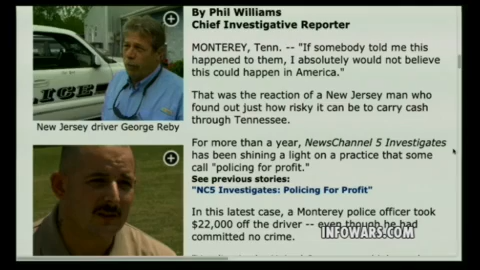 By Phil Williams
Chief Investigative Reporter
MONTEREY, Tenn. -- "If somebody told me this
happened to them, I absolutely would not believe
this could happen in America."
That was the reaction of a New Jersey man who
found out just how risky it can be to carry cash
through Tennessee.
LICE
New Jersey driver George Reby
For more than a year, NewsChannel 5 Investigates
has been shining a light on a practice that some
call "policing for profit."
See previous stories:
"NC5 Investigates: Policing For Profit"
In this latest case, a Monterey police officer took
$22,000 off the driver -- even though he had
committed no crime.
INFOWARS.COM